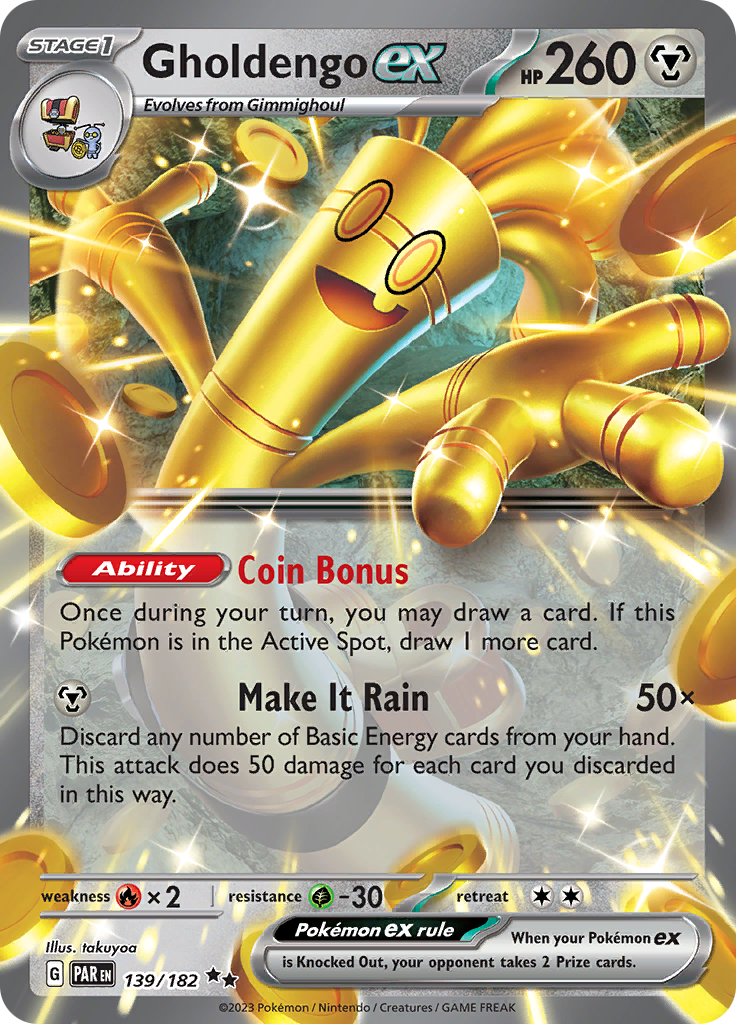 STAGE1
Gholdengo ex
HP 260
Evolves from Gimmighoul
Ability Coin Bonus
Once during your turn, you may draw a card. If this
Pokémon is in the Active Spot, draw 1 more card.
Make It Rain 50×
Discard any number of Basic Energy cards from your hand.
This attack does 50 damage for each card you discarded
in this way.
weakness ×2 resistance -30 retreat
Illus. takuyoa
Pokémon ex rule
When your Pokémon ex
is Knocked Out, your opponent takes 2 Prize cards.
G PAR EN 139/182 ★★
©2023 Pokémon / Nintendo / Creatures / GAME FREAK